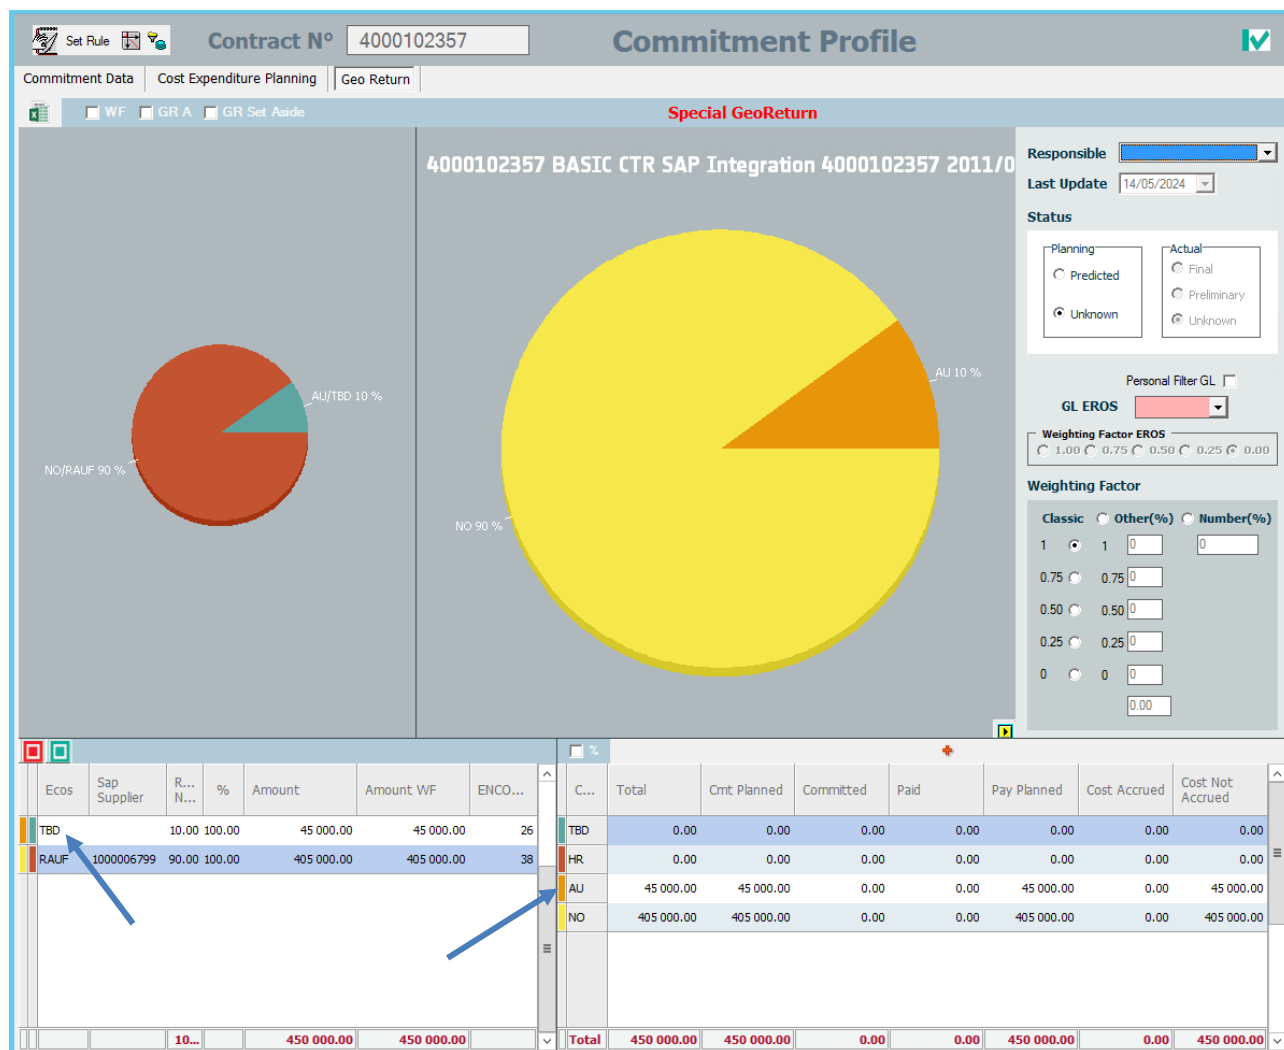 Set Rule Contract N° 4000102357 Commitment Profile
Commitment Data Cost Expenditure Planning Geo Return
WF GR A GR Set Aside Special GeoReturn
4000102357 BASIC CTR SAP Integration 4000102357 2011/0
AU/TBD 10 %
NO/RAUF 90 %
AU 10 %
NO 90 %
Responsible
Last Update 14/05/2024
Status
Planning
Predicted
Unknown
Actual
Final
Preliminary
Unknown
Personal Filter GL
GL EROS
Weighting Factor EROS
1.00 0.75 0.50 0.25 0.00
Weighting Factor
Classic Other(%) Number(%)
1 1 0 0
0.75 0.75 0
0.50 0.50 0
0.25 0.25 0
0 0 0
0.00
Ecos Sap Supplier R... N... % Amount Amount WF ENCO...
TBD 10.00 100.00 45 000.00 45 000.00 26
RAUF 1000006799 90.00 100.00 405 000.00 405 000.00 38
10... 450 000.00 450 000.00
%
C... Total Cmt Planned Committed Paid Pay Planned Cost Accrued Cost Not Accrued
TBD 0.00 0.00 0.00 0.00 0.00 0.00 0.00
HR 0.00 0.00 0.00 0.00 0.00 0.00 0.00
AU 45 000.00 45 000.00 0.00 0.00 45 000.00 0.00 45 000.00
NO 405 000.00 405 000.00 0.00 0.00 405 000.00 0.00 405 000.00
Total 450 000.00 450 000.00 0.00 0.00 450 000.00 0.00 450 000.00